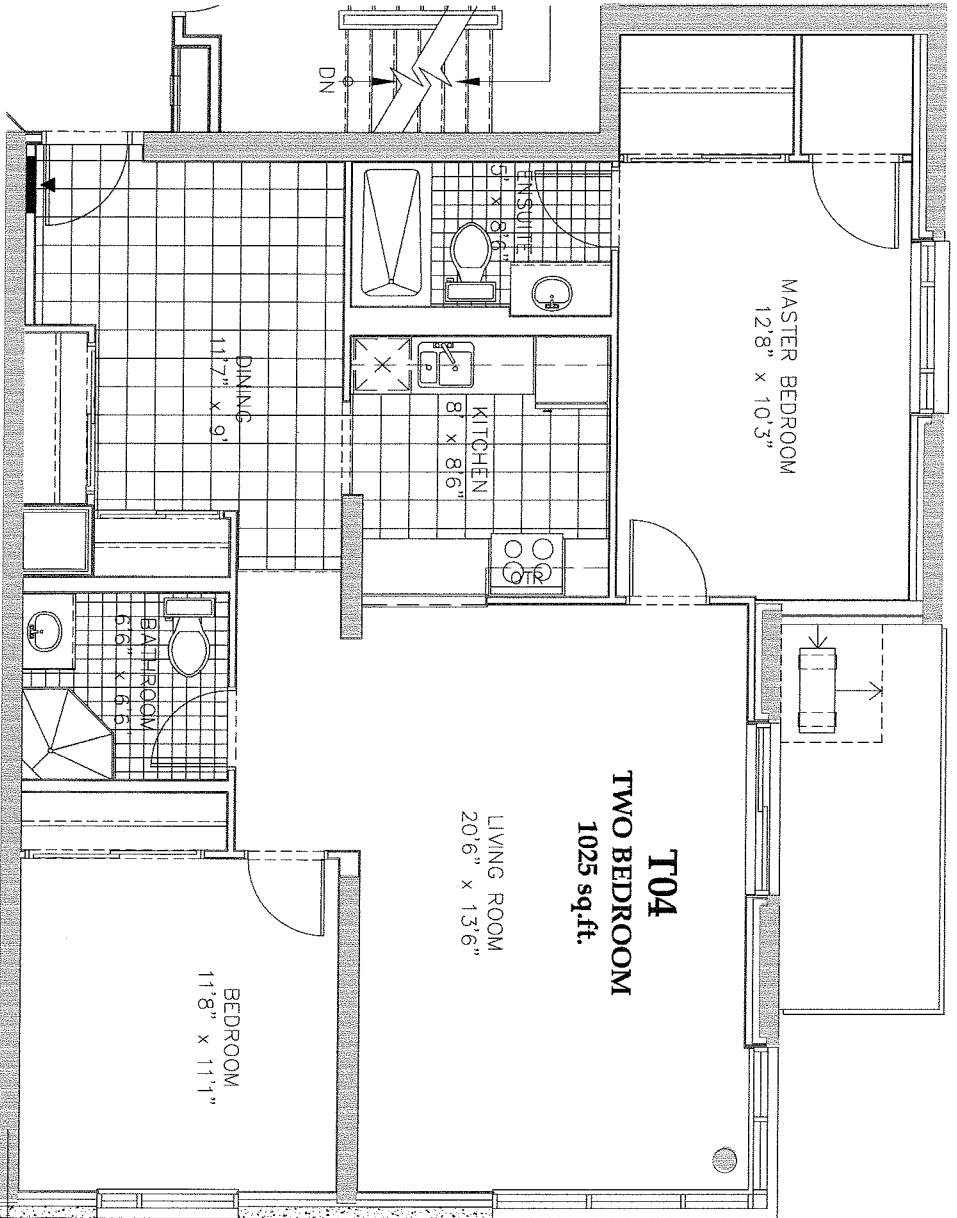 T04
TWO BEDROOM
1025 sq.ft.
MASTER BEDROOM
12'8" x 10'3"
LIVING ROOM
20'6" x 13'6"
BEDROOM
11'8" x 11'1"
KITCHEN
8' x 8'6"
OTR
ENSUITE
5' x 8'6"
DINING
11'7" x 9'
BATHROOM
6'6" x 6'6"
DN